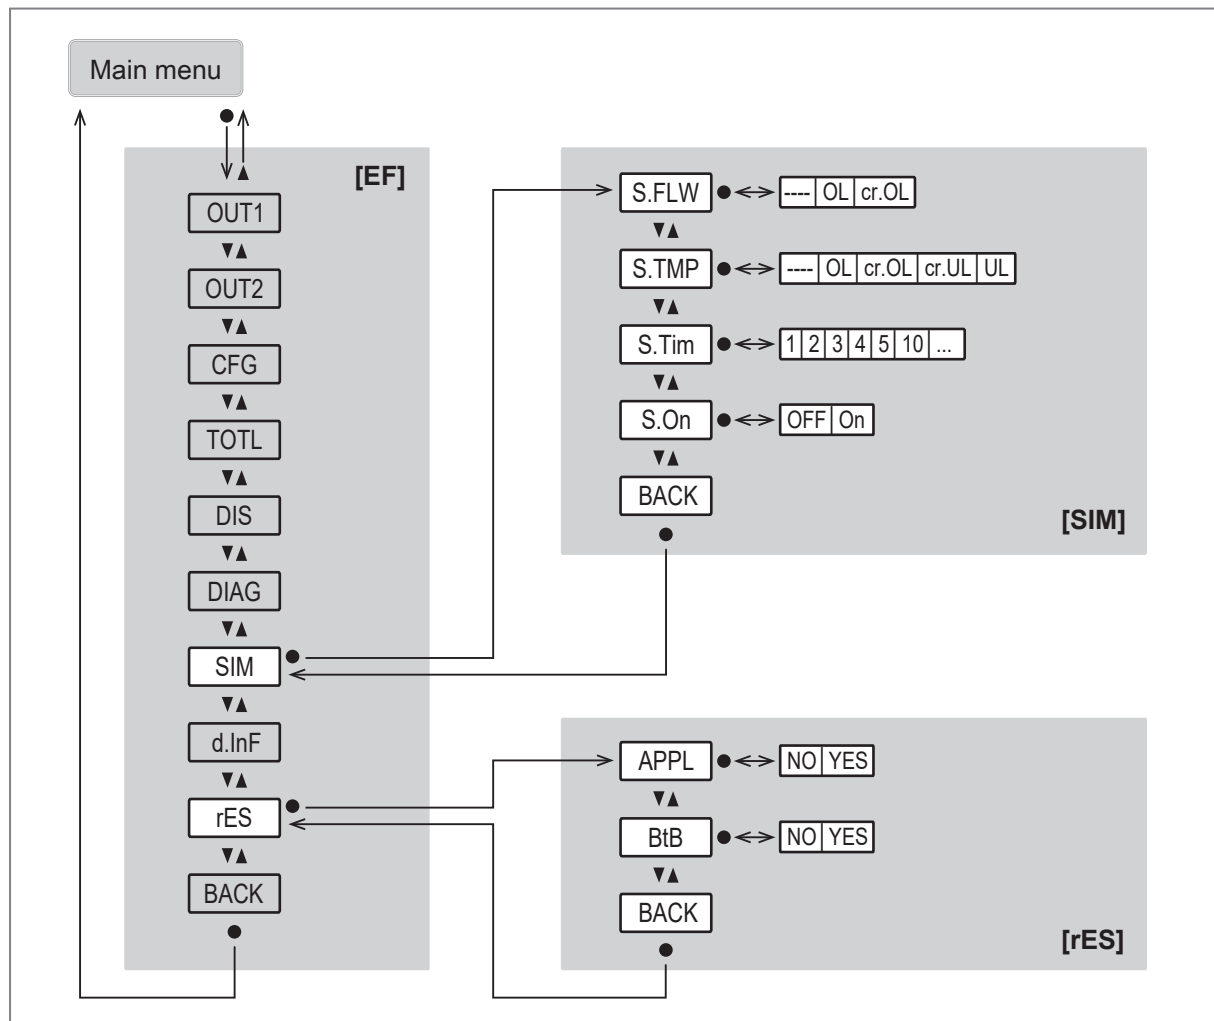 Main menu
[EF]
OUT1
OUT2
CFG
TOTL
DIS
DIAG
SIM
d.InF
rES
BACK
S.FLW ---- OL cr.OL
S.TMP ---- OL cr.OL cr.UL UL
S.Tim 1 2 3 4 5 10 ...
S.On OFF On
BACK
[SIM]
APPL NO YES
BtB NO YES
BACK
[rES]